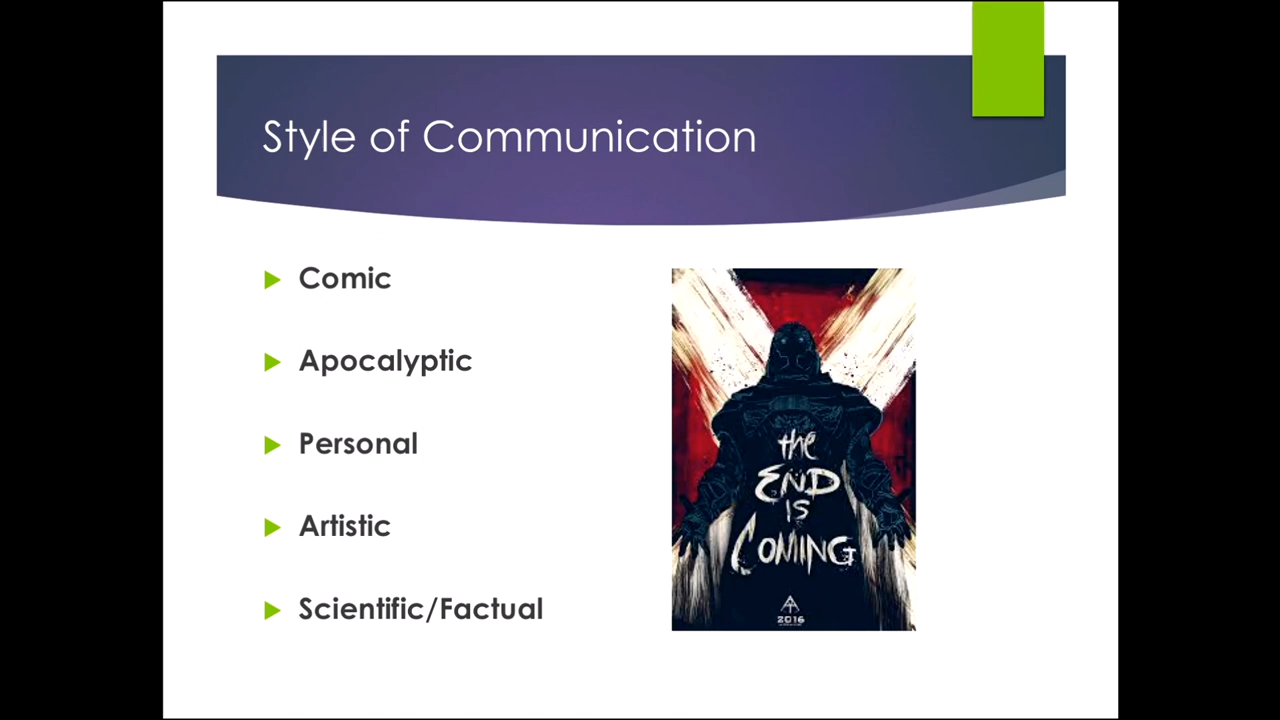 Style of Communication
Comic
Apocalyptic
Personal
Artistic
Scientific/Factual
the
END
IS
COMING
2016